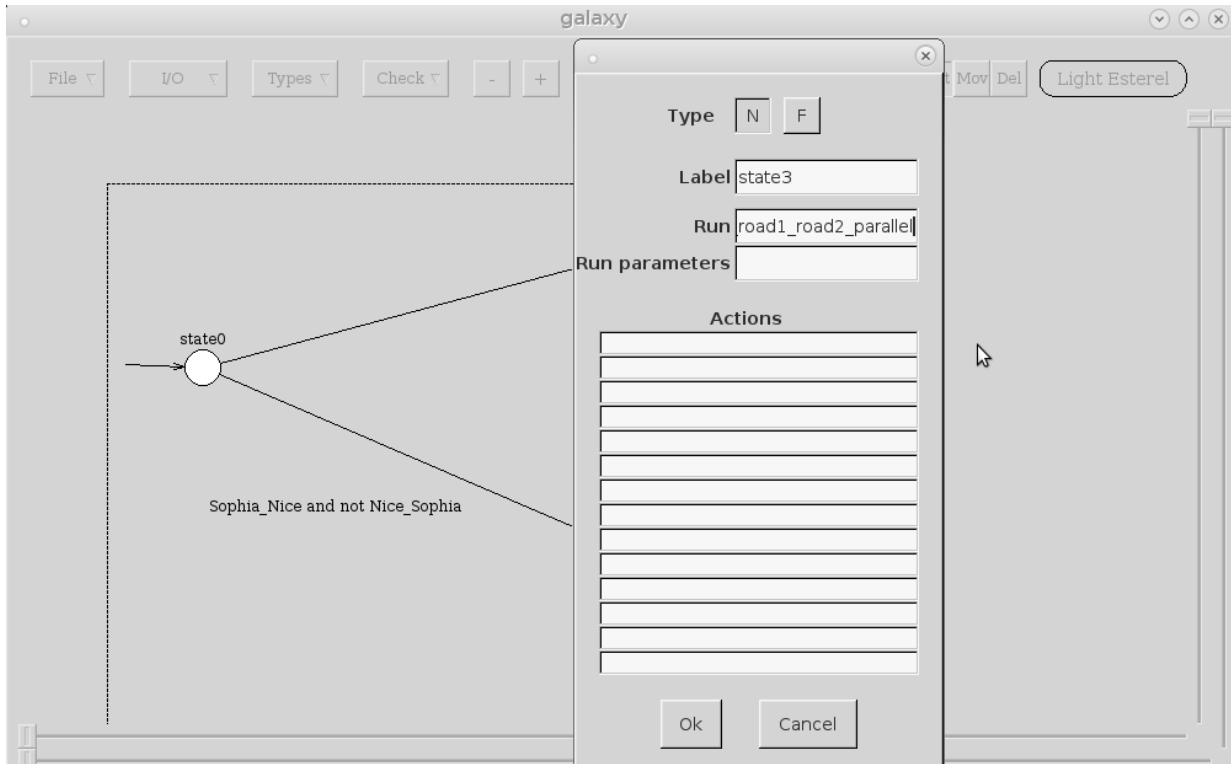 galaxy
File I/O Types Check - + t Mov Del Light Esterel
Type N F
Label state3
Run road1_road2_parallel
Run parameters
Actions
state0
Sophia_Nice and not Nice_Sophia
Ok Cancel